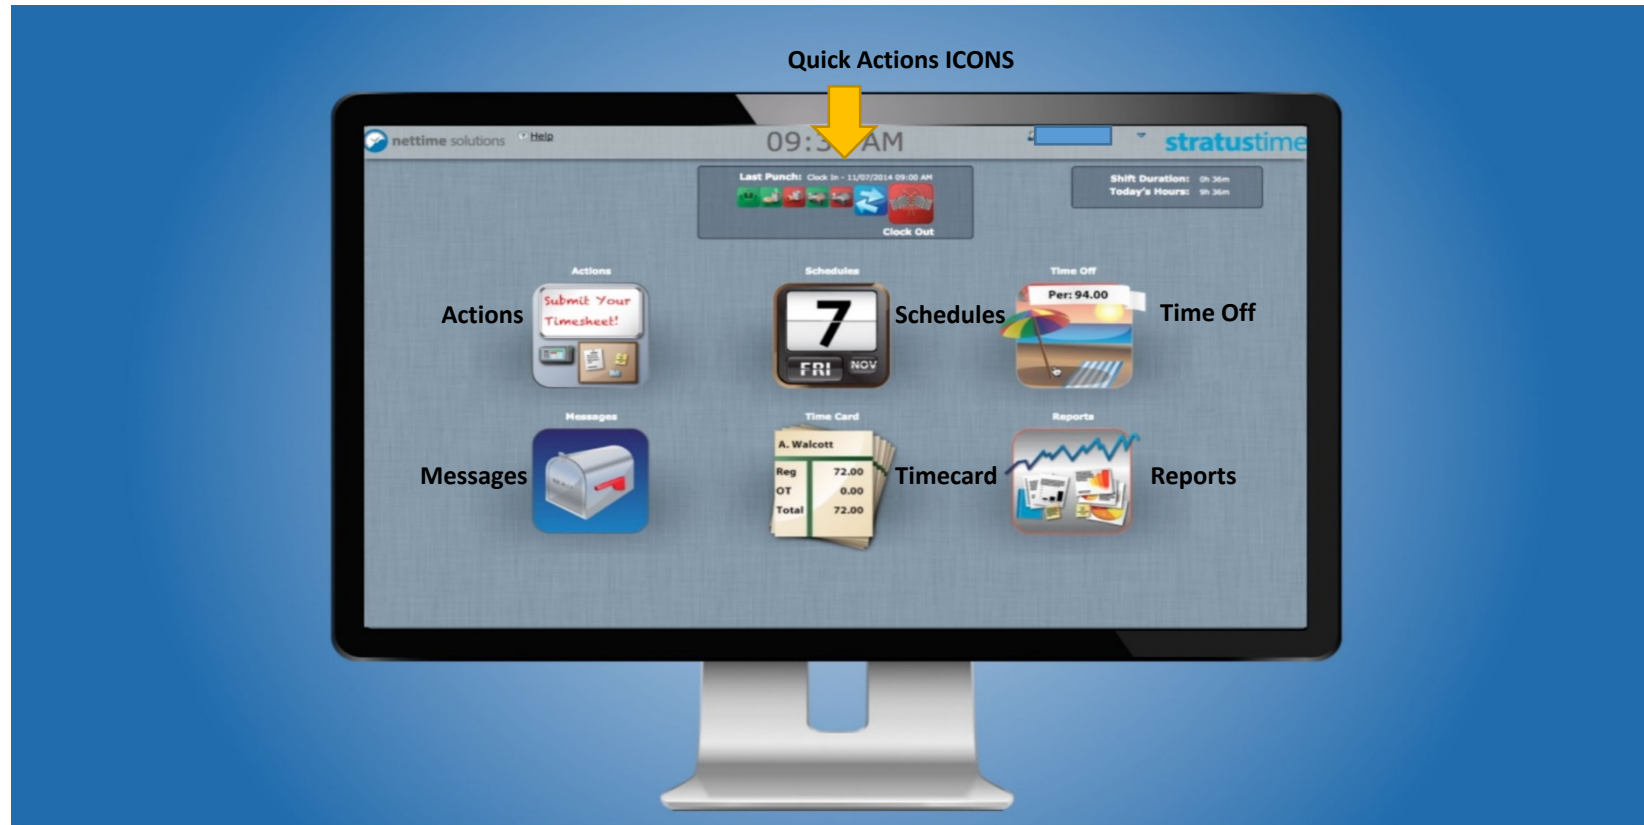 Quick Actions ICONS
nettime solutions
Help
09:3 AM
stratustime
Last Punch: Clock In - 11/07/2014 09:00 AM
Clock Out
Shift Duration: 0h 36m
Today's Hours: 9h 36m
Actions
Schedules
Time Off
Submit Your
Timesheet!
Actions
7
FRI
NOV
Schedules
Per: 94.00
Time Off
Messages
Time Card
Reports
Messages
A. Walcott
Reg 72.00
OT 0.00
Total 72.00
Timecard
Reports